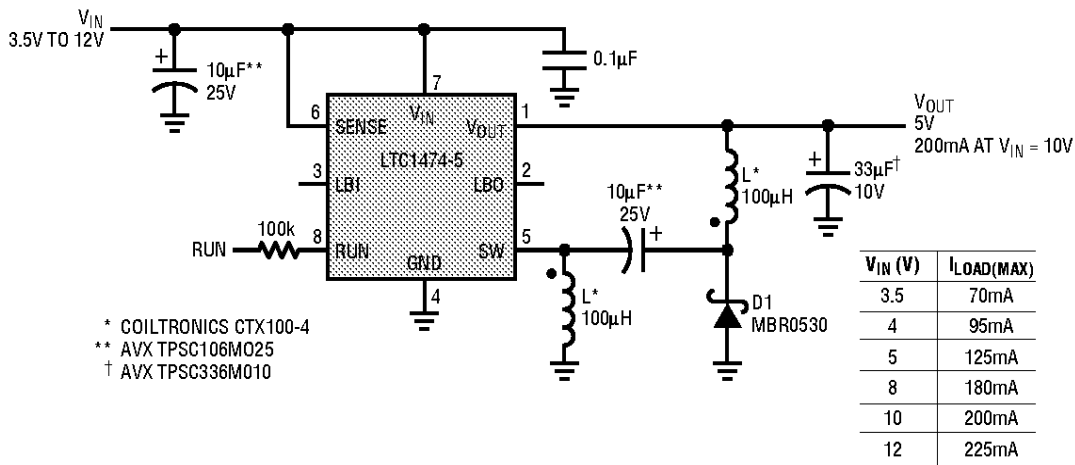 VIN
3.5V TO 12V
+
10µF**
25V
0.1µF
7
VIN
6
SENSE
VOUT
1
VOUT
5V
200mA AT VIN = 10V
LTC1474-5
3
LBI
LBO
2
10µF**
25V
+
L*
100µH
+
33µF†
10V
RUN
100k
8
RUN
SW
5
GND
4
L*
100µH
D1
MBR0530
* COILTRONICS CTX100-4
** AVX TPSC106MO25
† AVX TPSC336M010
VIN (V) ILOAD(MAX)
3.5 70mA
4 95mA
5 125mA
8 180mA
10 200mA
12 225mA